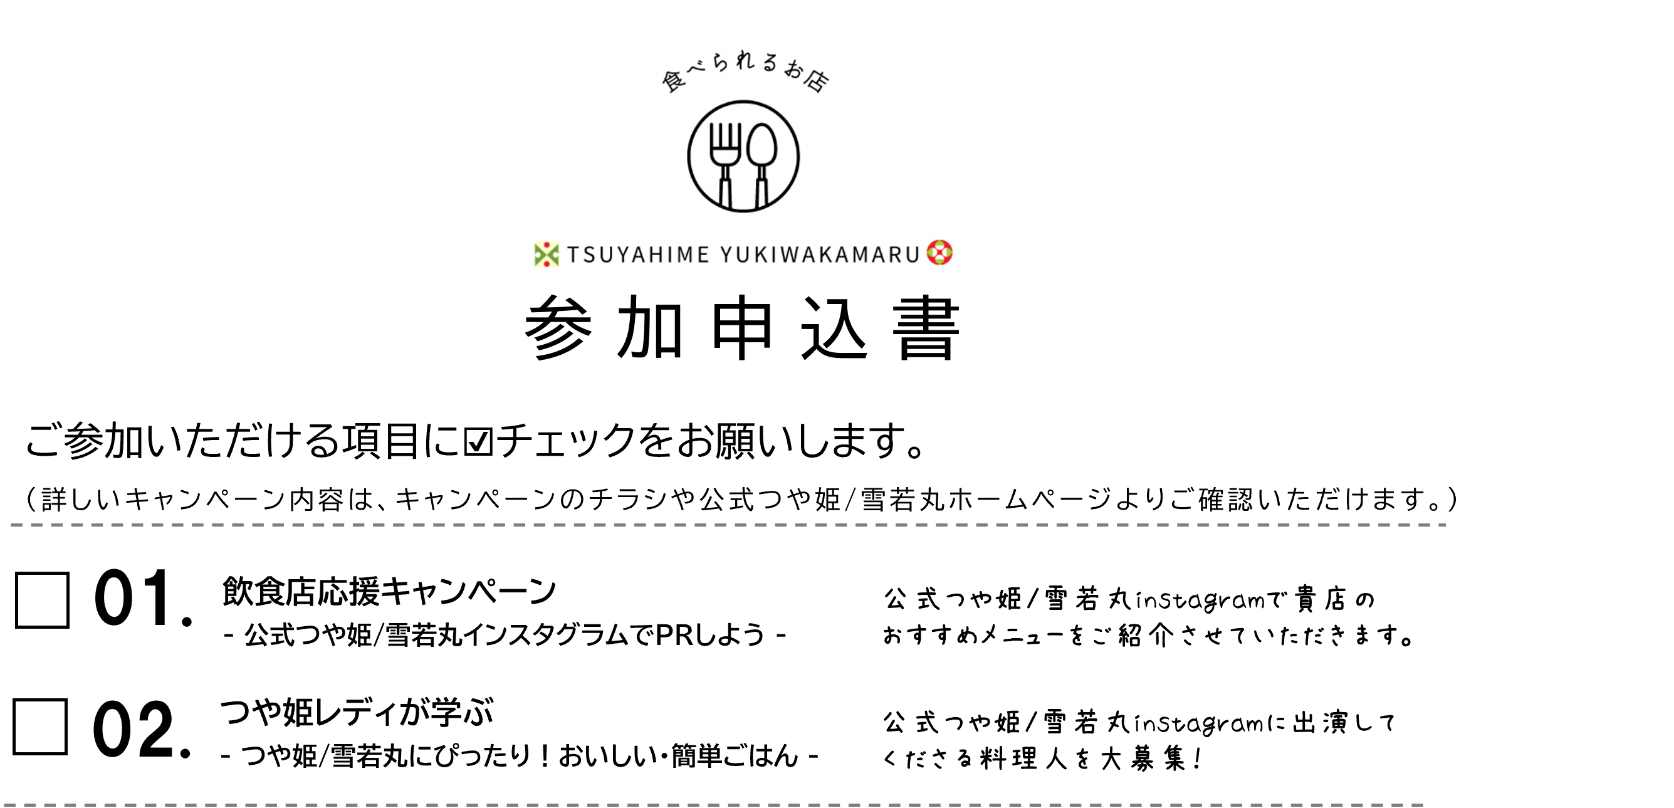 食べられるお店
TSUYAHIME YUKIWAKAMARU
参加申込書
ご参加いただける項目に☑チェックをお願いします。
（詳しいキャンペーン内容は、キャンペーンのチラシや公式つや姫/雪若丸ホームページよりご確認いただけます。）
01. 飲食店応援キャンペーン
- 公式つや姫/雪若丸インスタグラムでPRしよう -
公式つや姫/雪若丸instagramで貴店の
おすすめメニューをご紹介させていただきます。
02. つや姫レディが学ぶ
- つや姫/雪若丸にぴったり！おいしい・簡単ごはん -
公式つや姫/雪若丸instagramに出演して
くださる料理人を大募集！